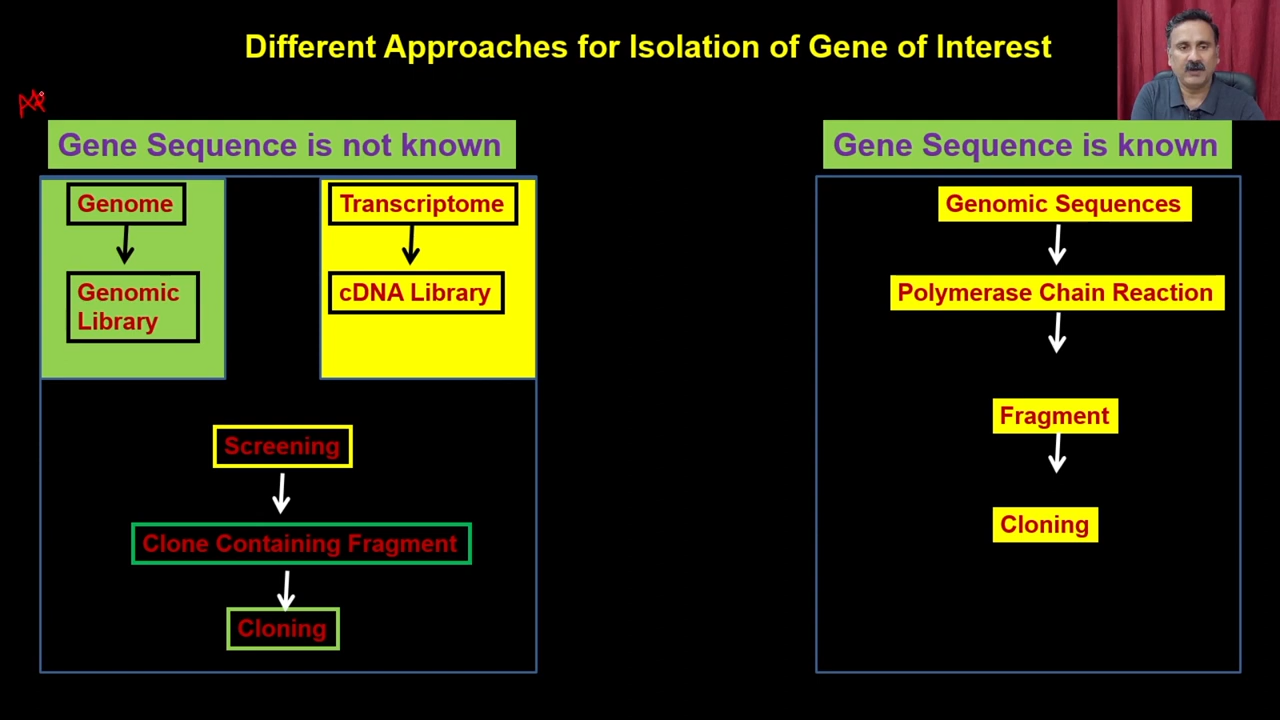 Different Approaches for Isolation of Gene of Interest
Gene Sequence is not known
Genome
Genomic
Library
Transcriptome
cDNA Library
Screening
Clone Containing Fragment
Cloning
Gene Sequence is known
Genomic Sequences
Polymerase Chain Reaction
Fragment
Cloning